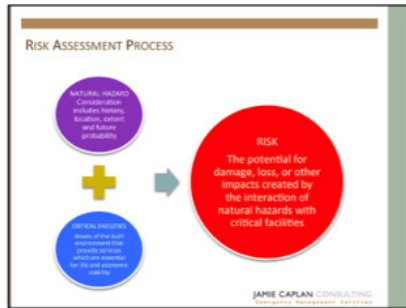 RISK ASSESSMENT PROCESS
NATURAL HAZARD
Consideration
includes history,
location, extent
and future
probability
CRITICAL FACILITIES
Assets of the built
environment that
provide services
which are essential
for life and economic
viability
RISK
The potential for
damage, loss, or other
impacts created by
the interaction of
natural hazards with
critical facilities
JAMIE CAPLAN CONSULTING
Emergency Management Services